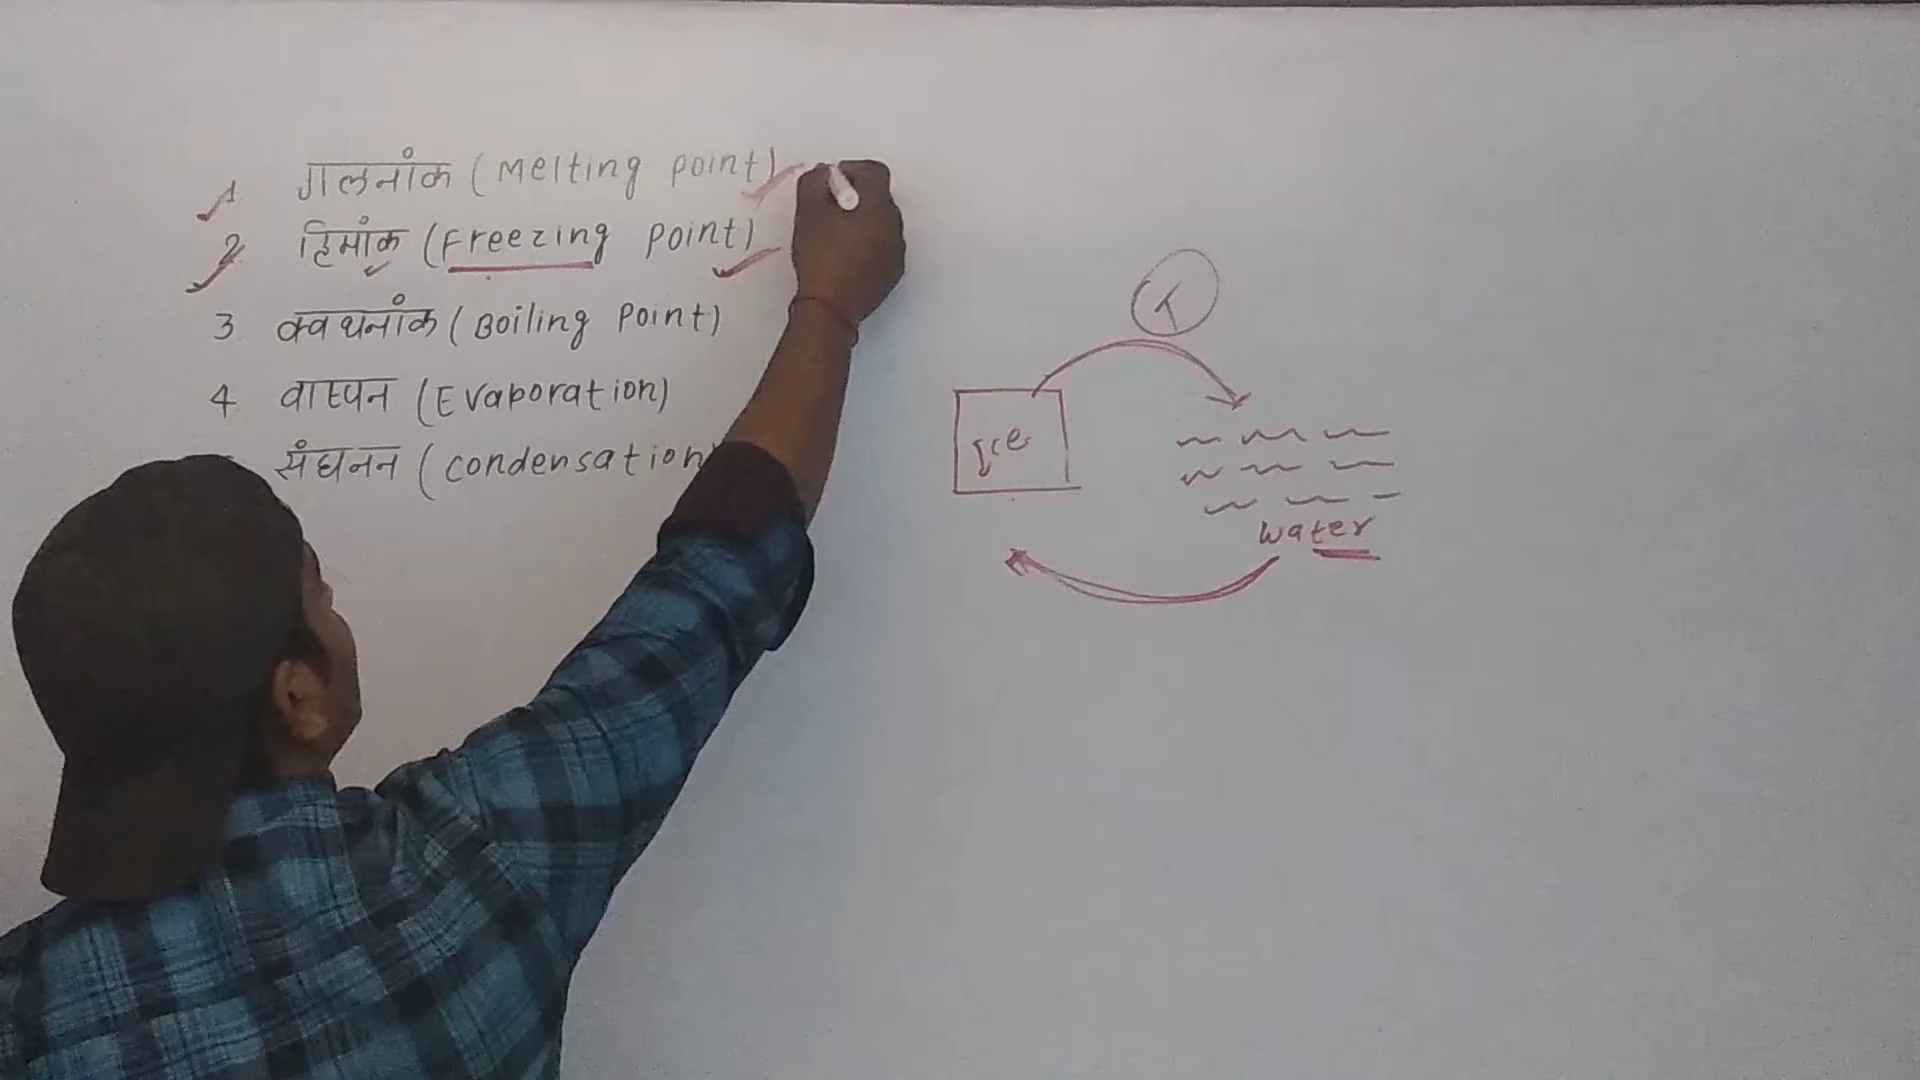 1 गलनांक (Melting point)
2 हिमांक (Freezing point)
3 क्वथनांक (Boiling Point)
4 वाष्पन (Evaporation)
संघनन (condensation)
T
Ice
water